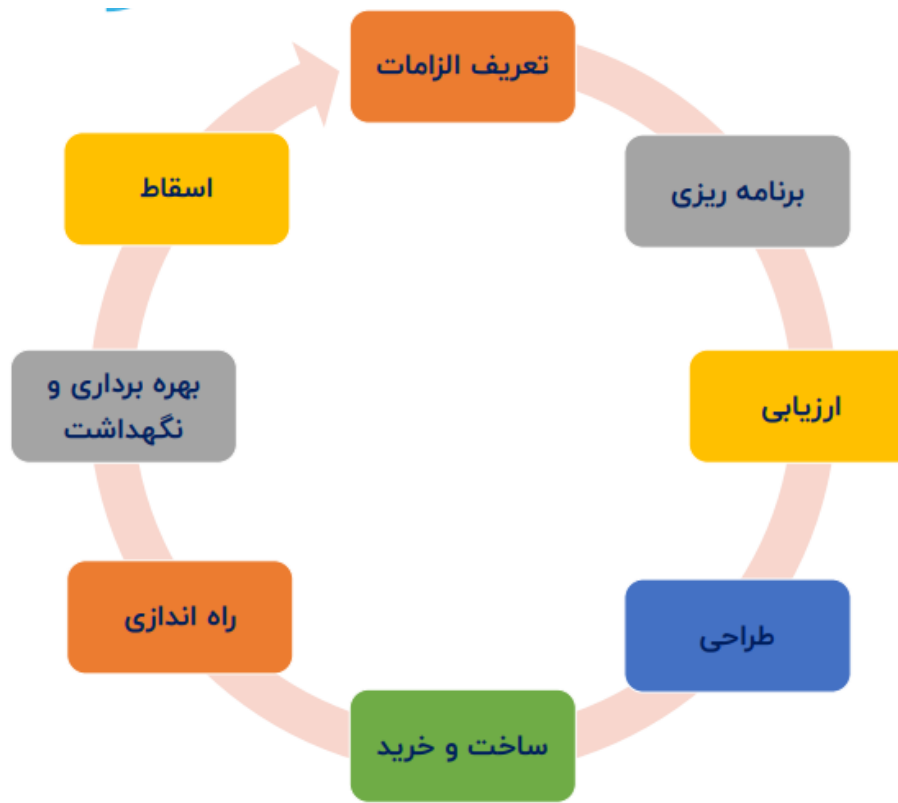 تعریف الزامات
برنامه ریزی
ارزیابی
طراحی
ساخت و خرید
راه اندازی
بهره برداری و
نگهداشت
اسقاط